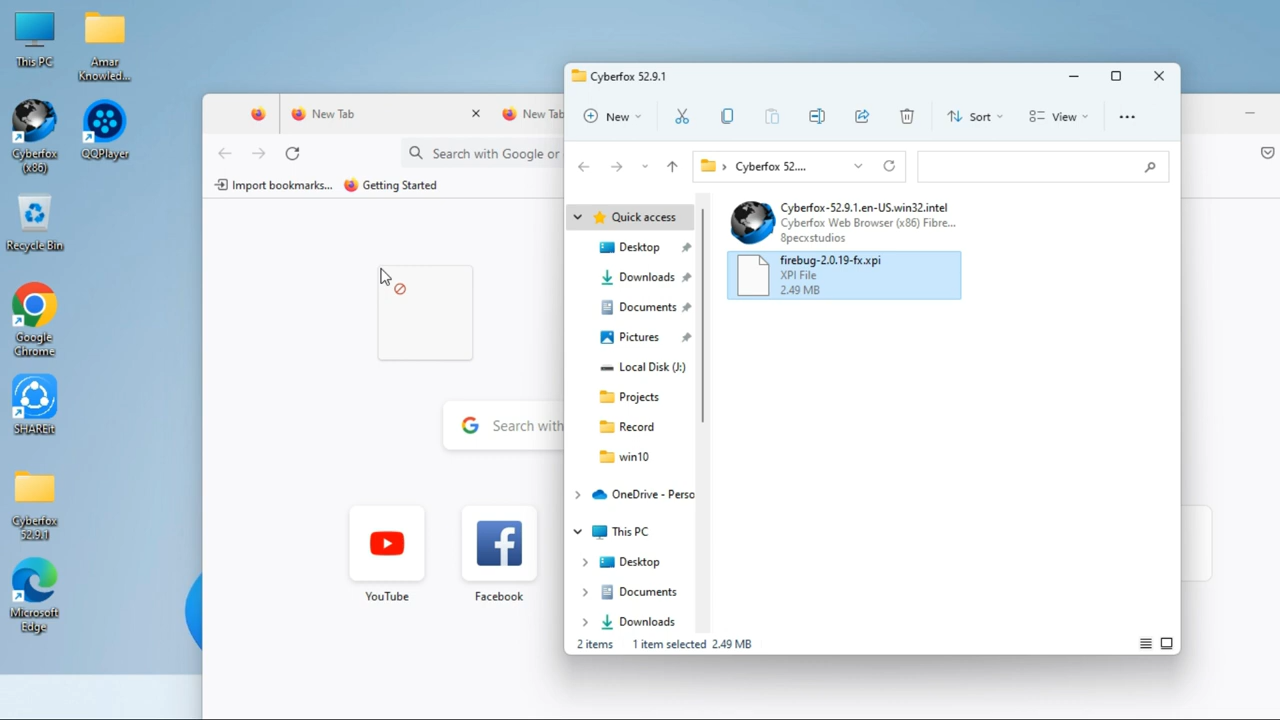 This PC
Amar
Knowled...
Cyberfox
(x86)
QQPlayer
Recycle Bin
Google
Chrome
SHAREit
Cyberfox
52.9.1
Microsoft
Edge
New Tab
New Tab
Search with Google or
Import bookmarks...
Getting Started
Search with
YouTube
Facebook
Cyberfox 52.9.1
New
Sort
View
Cyberfox 52....
Quick access
Desktop
Downloads
Documents
Pictures
Local Disk (J:)
Projects
Record
win10
OneDrive - Perso
This PC
Desktop
Documents
Downloads
Cyberfox-52.9.1.en-US.win32.intel
Cyberfox Web Browser (x86) Fibre...
8pecxstudios
firebug-2.0.19-fx.xpi
XPI File
2.49 MB
2 items
1 item selected 2.49 MB